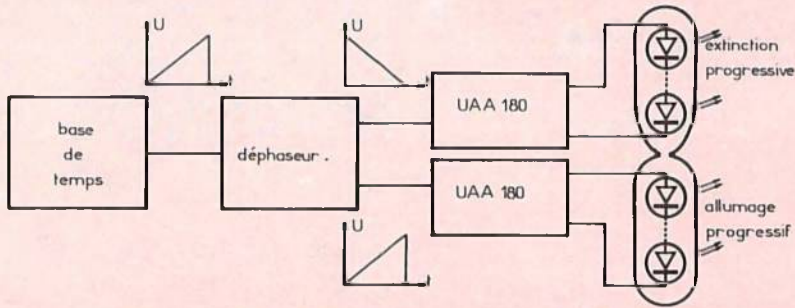 U
t
base
de
temps
déphaseur.
U
t
U
t
UAA 180
UAA 180
extinction
progressive
allumage
progressif